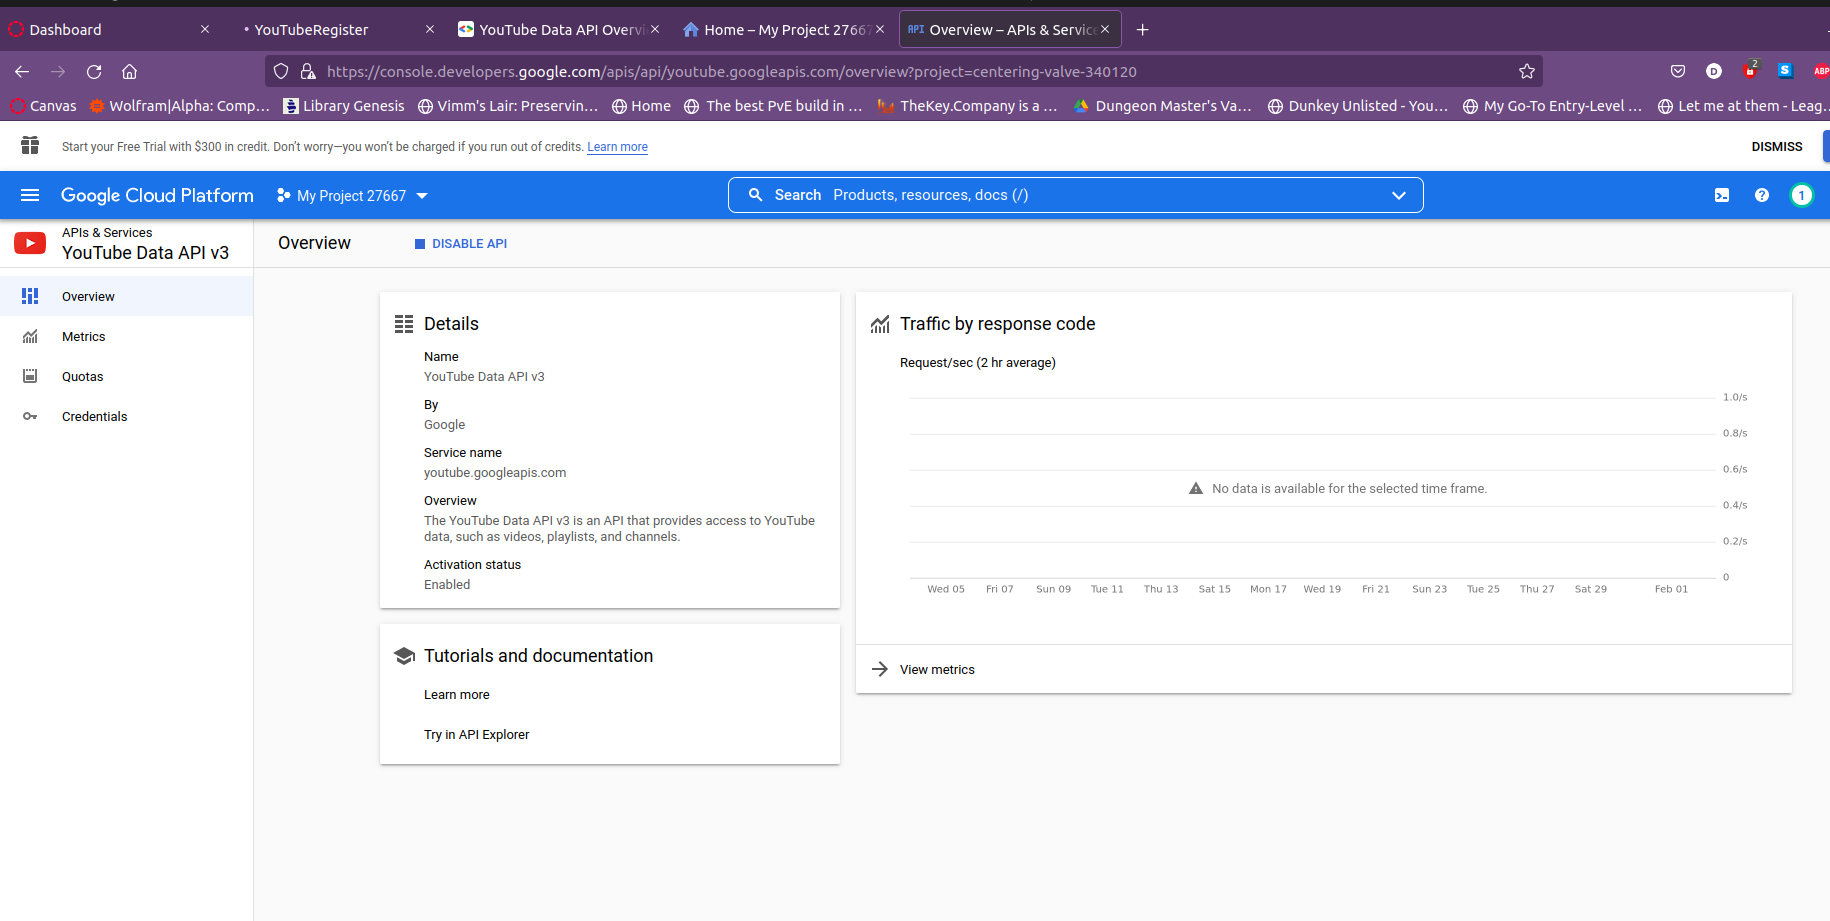 Dashboard
YouTubeRegister
YouTube Data API Overvi
Home – My Project 27667
API Overview – APIs & Service
https://console.developers.google.com/apis/api/youtube.googleapis.com/overview?project=centering-valve-340120
D
2
S
ABP
Canvas
Wolfram|Alpha: Comp…
Library Genesis
Vimm's Lair: Preservin…
Home
The best PvE build in …
TheKey.Company is a …
Dungeon Master's Va…
Dunkey Unlisted - You…
My Go-To Entry-Level …
Let me at them - Leag…
Start your Free Trial with $300 in credit. Don't worry—you won't be charged if you run out of credits. Learn more
DISMISS
Google Cloud Platform
My Project 27667
Search Products, resources, docs (/)
?
1
APIs & Services
YouTube Data API v3
Overview
DISABLE API
Overview
Metrics
Quotas
Credentials
Details
Name
YouTube Data API v3
By
Google
Service name
youtube.googleapis.com
Overview
The YouTube Data API v3 is an API that provides access to YouTube
data, such as videos, playlists, and channels.
Activation status
Enabled
Tutorials and documentation
Learn more
Try in API Explorer
Traffic by response code
Request/sec (2 hr average)
1.0/s
0.8/s
0.6/s
No data is available for the selected time frame.
0.4/s
0.2/s
0
Wed 05 Fri 07 Sun 09 Tue 11 Thu 13 Sat 15 Mon 17 Wed 19 Fri 21 Sun 23 Tue 25 Thu 27 Sat 29 Feb 01
View metrics